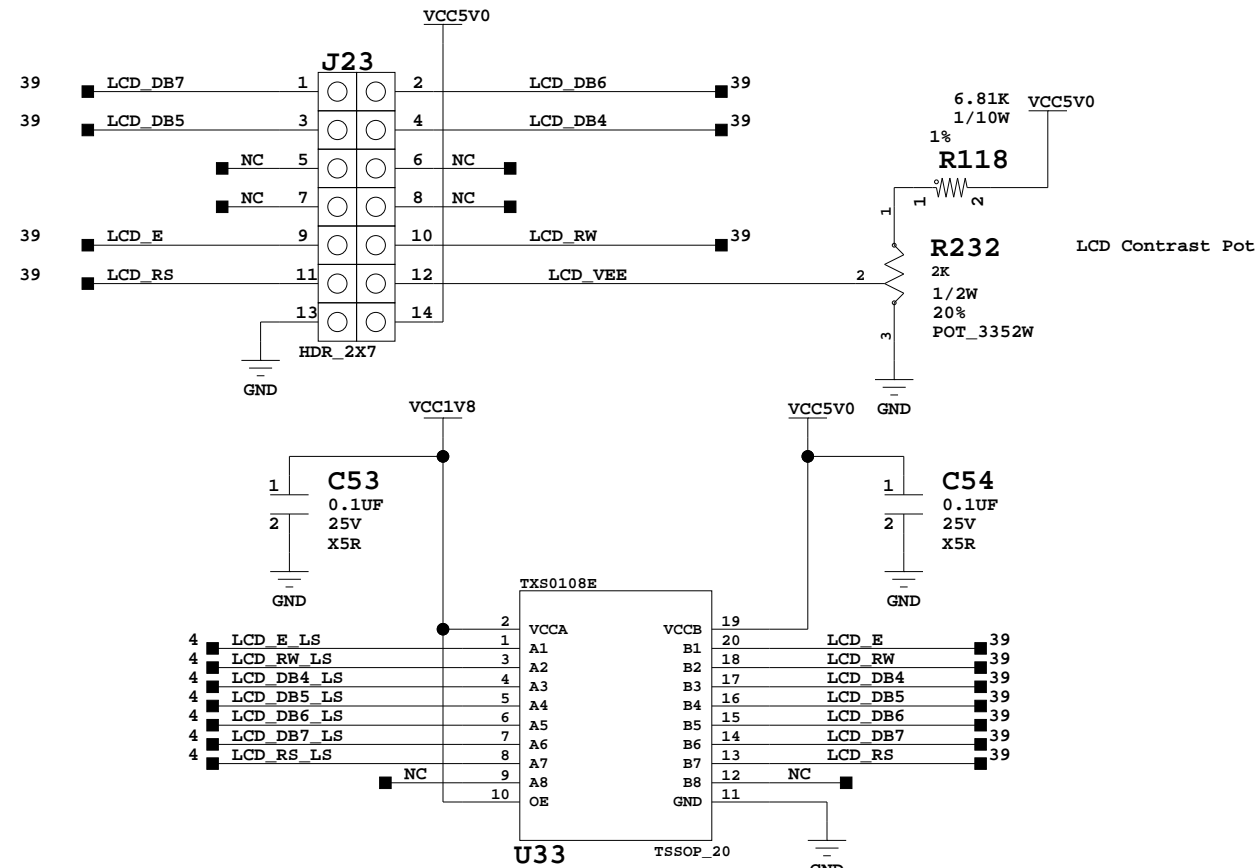 VCC5V0
J23
39 LCD_DB7 1 2 LCD_DB6 39
39 LCD_DB5 3 4 LCD_DB4 39
NC 5 6 NC
NC 7 8 NC
39 LCD_E 9 10 LCD_RW 39
39 LCD_RS 11 12 LCD_VEE 2
13 14
HDR_2X7
GND
6.81K VCC5V0
1/10W
1%
R118
1 2
1
R232 LCD Contrast Pot
2K
1/2W
20%
POT_3352W
3
GND
VCC1V8 VCC5V0
1 C53
0.1UF
2 25V
X5R
GND
1 C54
0.1UF
2 25V
X5R
GND
TXS0108E
2 VCCA VCCB 19
4 LCD_E_LS 1 A1 B1 20 LCD_E 39
4 LCD_RW_LS 3 A2 B2 18 LCD_RW 39
4 LCD_DB4_LS 4 A3 B3 17 LCD_DB4 39
4 LCD_DB5_LS 5 A4 B4 16 LCD_DB5 39
4 LCD_DB6_LS 6 A5 B5 15 LCD_DB6 39
4 LCD_DB7_LS 7 A6 B6 14 LCD_DB7 39
4 LCD_RS_LS 8 A7 B7 13 LCD_RS 39
NC 9 A8 B8 12 NC
10 OE GND 11
U33 TSSOP_20
GND